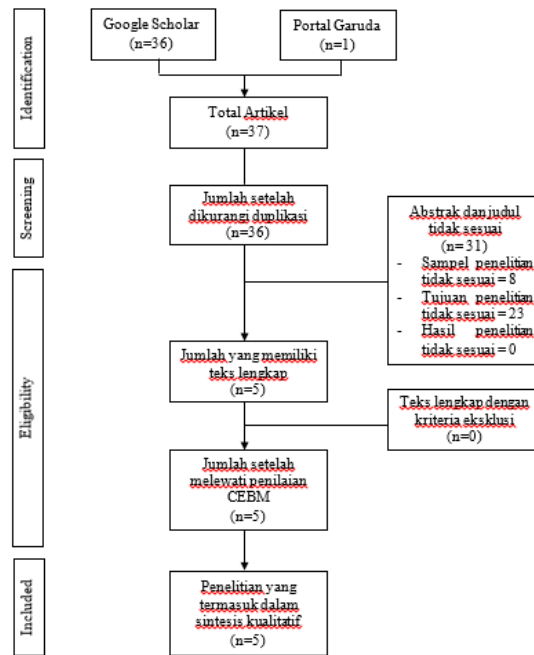 Google Scholar
(n=36)
Portal Garuda
(n=1)
Identification
Total Artikel
(n=37)
Screening
Jumlah setelah
dikurangi duplikasi
(n=36)
Abstrak dan judul
tidak sesuai
(n= 31)
- Sampel penelitian
tidak sesuai = 8
- Tujuan penelitian
tidak sesuai = 23
- Hasil penelitian
tidak sesuai = 0
Eligibility
Jumlah yang memiliki
teks lengkap
(n=5)
Teks lengkap dengan
kriteria eksklusi
(n=0)
Jumlah setelah
melewati penilaian
CEBM
(n=5)
Included
Penelitian yang
termasuk dalam
sintesis kualitatif
(n=5)